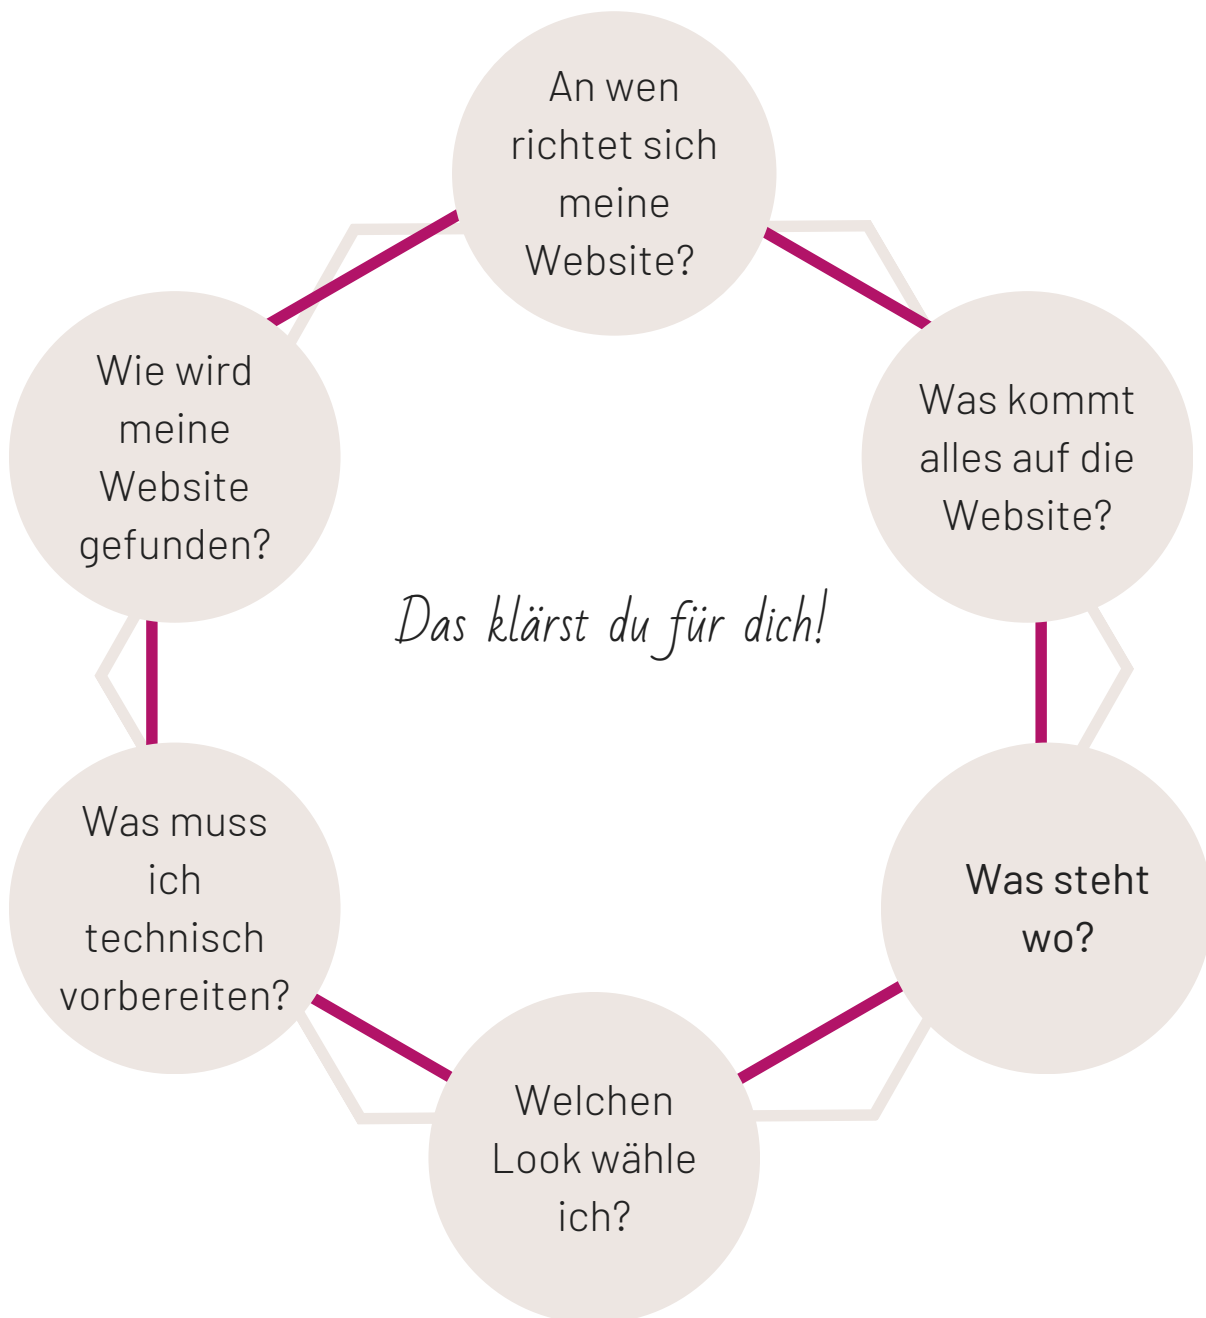 An wen
richtet sich
meine
Website?
Was kommt
alles auf die
Website?
Was steht
wo?
Welchen
Look wähle
ich?
Was muss
ich
technisch
vorbereiten?
Wie wird
meine
Website
gefunden?
Das klärst du für dich!